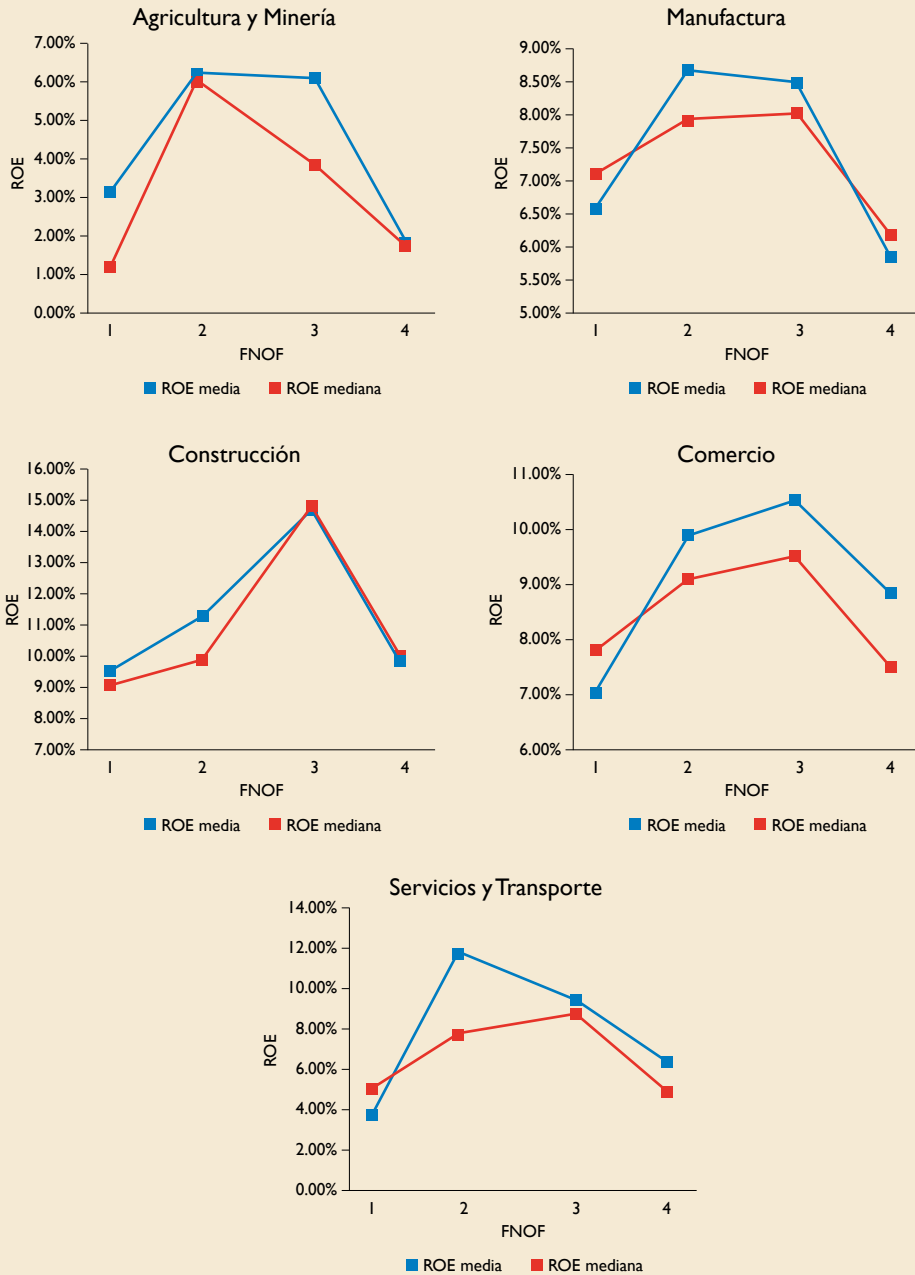 Agricultura y Minería
7.00%
6.00%
5.00%
4.00%
3.00%
2.00%
1.00%
0.00%
ROE
1 2 3 4
FNOF
ROE media ROE mediana
Manufactura
9.00%
8.50%
8.00%
7.50%
7.00%
6.50%
6.00%
5.50%
5.00%
ROE
1 2 3 4
FNOF
ROE media ROE mediana
Construcción
16.00%
15.00%
14.00%
13.00%
12.00%
11.00%
10.00%
9.00%
8.00%
7.00%
ROE
1 2 3 4
FNOF
ROE media ROE mediana
Comercio
11.00%
10.00%
9.00%
8.00%
7.00%
6.00%
ROE
1 2 3 4
FNOF
ROE media ROE mediana
Servicios y Transporte
14.00%
12.00%
10.00%
8.00%
6.00%
4.00%
2.00%
0.00%
ROE
1 2 3 4
FNOF
ROE media ROE mediana